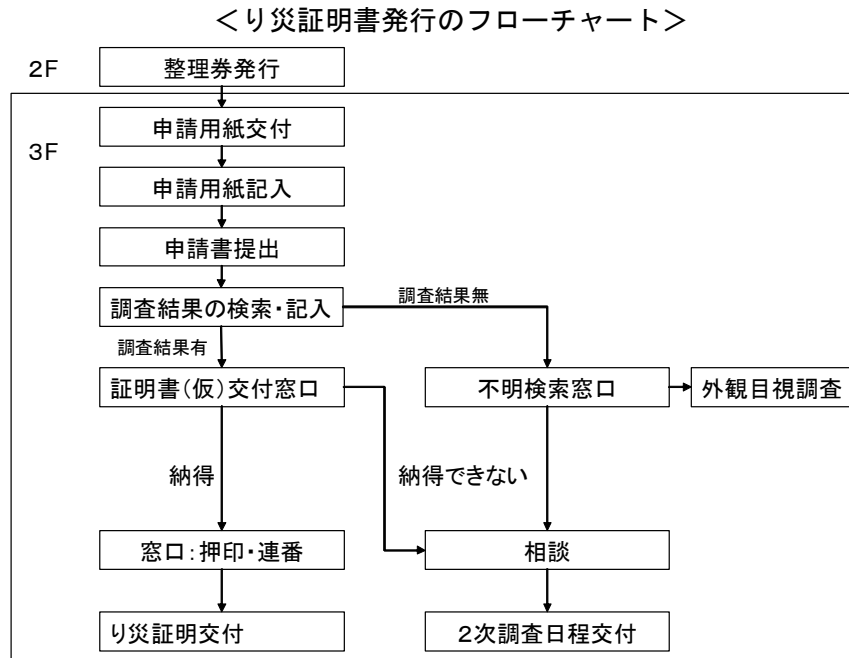 ＜り災証明書発行のフローチャート＞
２Ｆ
整理券発行
３Ｆ
申請用紙交付
申請用紙記入
申請書提出
調査結果の検索・記入
調査結果無
調査結果有
証明書（仮）交付窓口
不明検索窓口
外観目視調査
納得
納得できない
窓口：押印・連番
相談
り災証明交付
２次調査日程交付